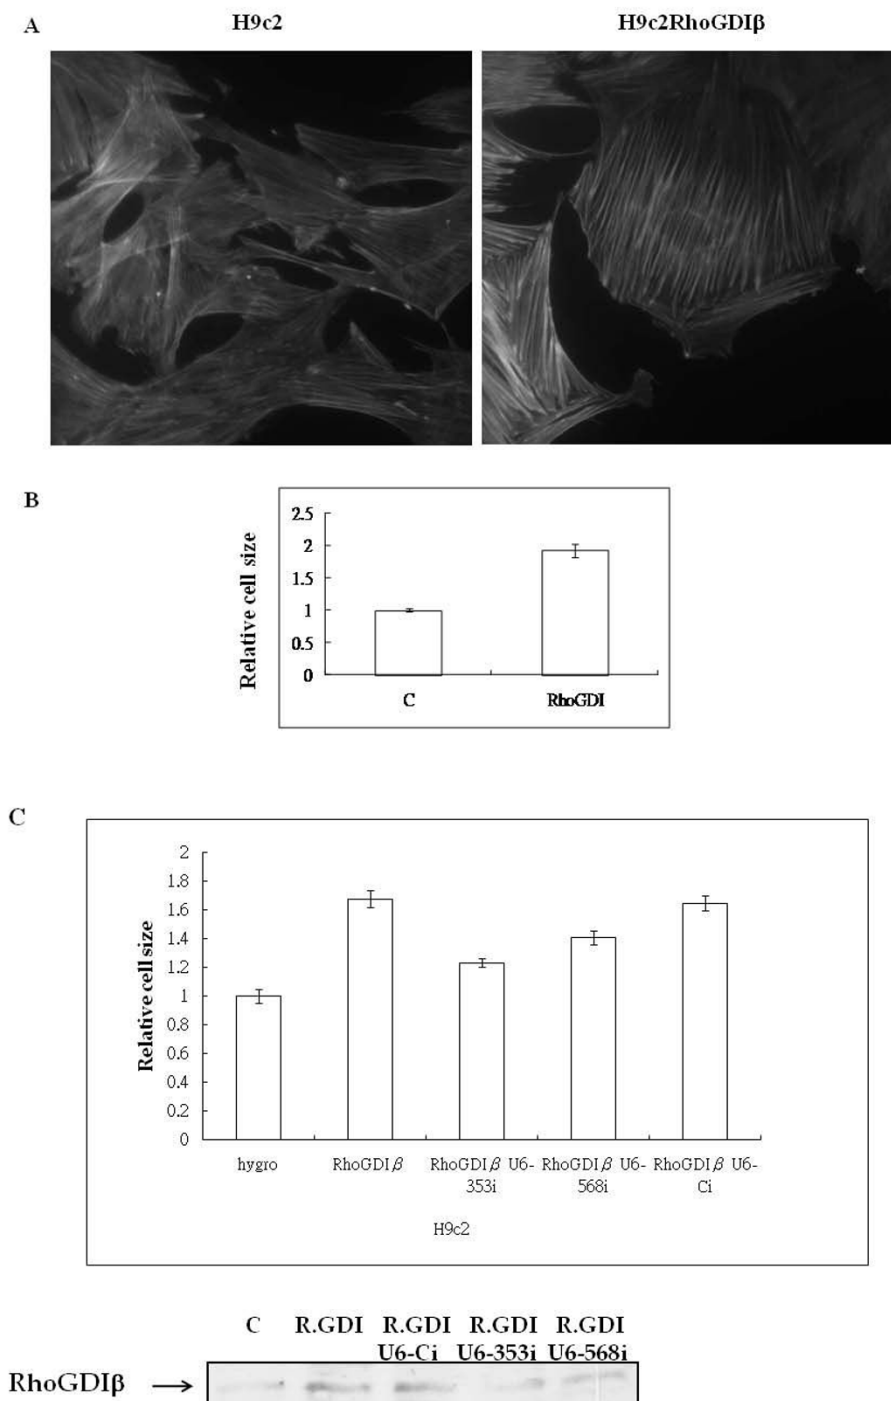 A
H9c2
H9c2RhoGDIβ
B
Relative cell size
2.5
2
1.5
1
0.5
0
C
RhoGDI
C
Relative cell size
2
1.8
1.6
1.4
1.2
1
0.8
0.6
0.4
0.2
0
hygro
RhoGDIβ
RhoGDIβ U6-
353i
RhoGDIβ U6-
568i
RhoGDIβ U6-
Ci
H9c2
C R.GDI R.GDI R.GDI R.GDI
U6-Ci U6-353i U6-568i
RhoGDIβ